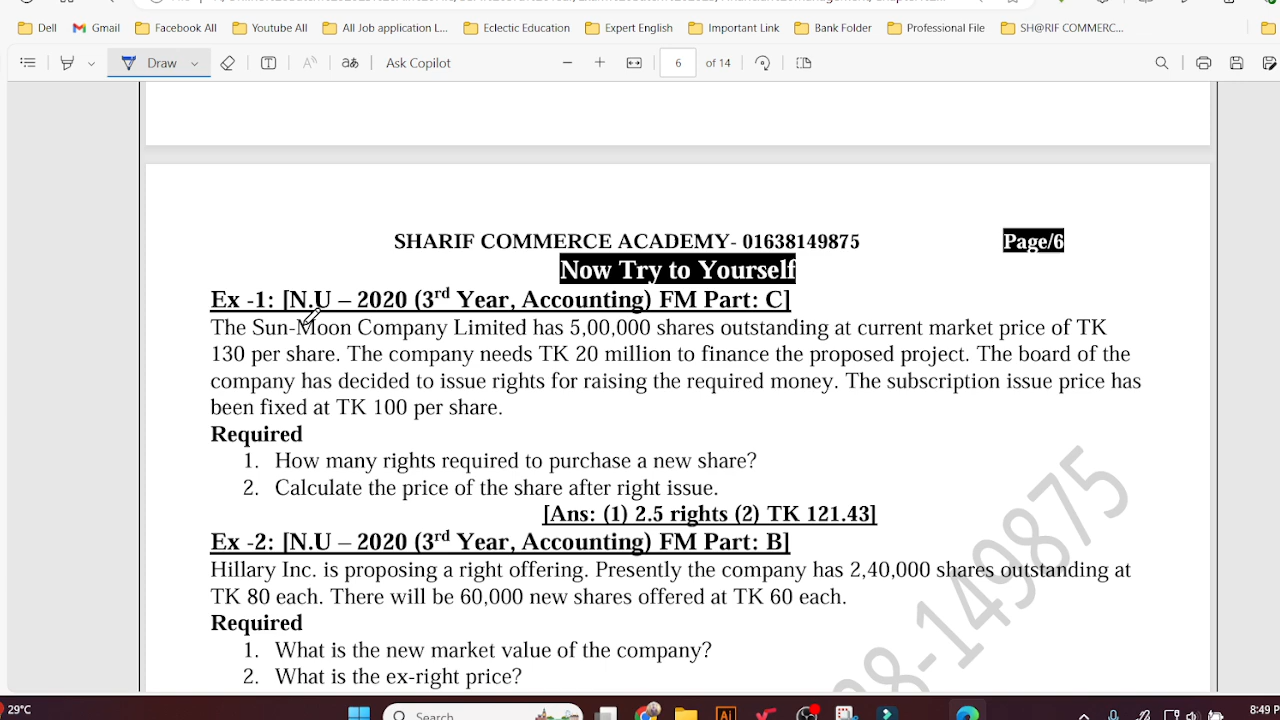 Dell Gmail Facebook All Youtube All All Job application L... Eclectic Education Expert English Important Link Bank Folder Professional File SH@RIF COMMERC...
Draw aあ Ask Copilot 6 of 14
SHARIF COMMERCE ACADEMY- 01638149875 Page/6
Now Try to Yourself
Ex -1: [N.U – 2020 (3rd Year, Accounting) FM Part: C]
The Sun-Moon Company Limited has 5,00,000 shares outstanding at current market price of TK
130 per share. The company needs TK 20 million to finance the proposed project. The board of the
company has decided to issue rights for raising the required money. The subscription issue price has
been fixed at TK 100 per share.
Required
1. How many rights required to purchase a new share?
2. Calculate the price of the share after right issue.
[Ans: (1) 2.5 rights (2) TK 121.43]
Ex -2: [N.U – 2020 (3rd Year, Accounting) FM Part: B]
Hillary Inc. is proposing a right offering. Presently the company has 2,40,000 shares outstanding at
TK 80 each. There will be 60,000 new shares offered at TK 60 each.
Required
1. What is the new market value of the company?
2. What is the ex-right price?
8-149875
29°C Search 8:49 P